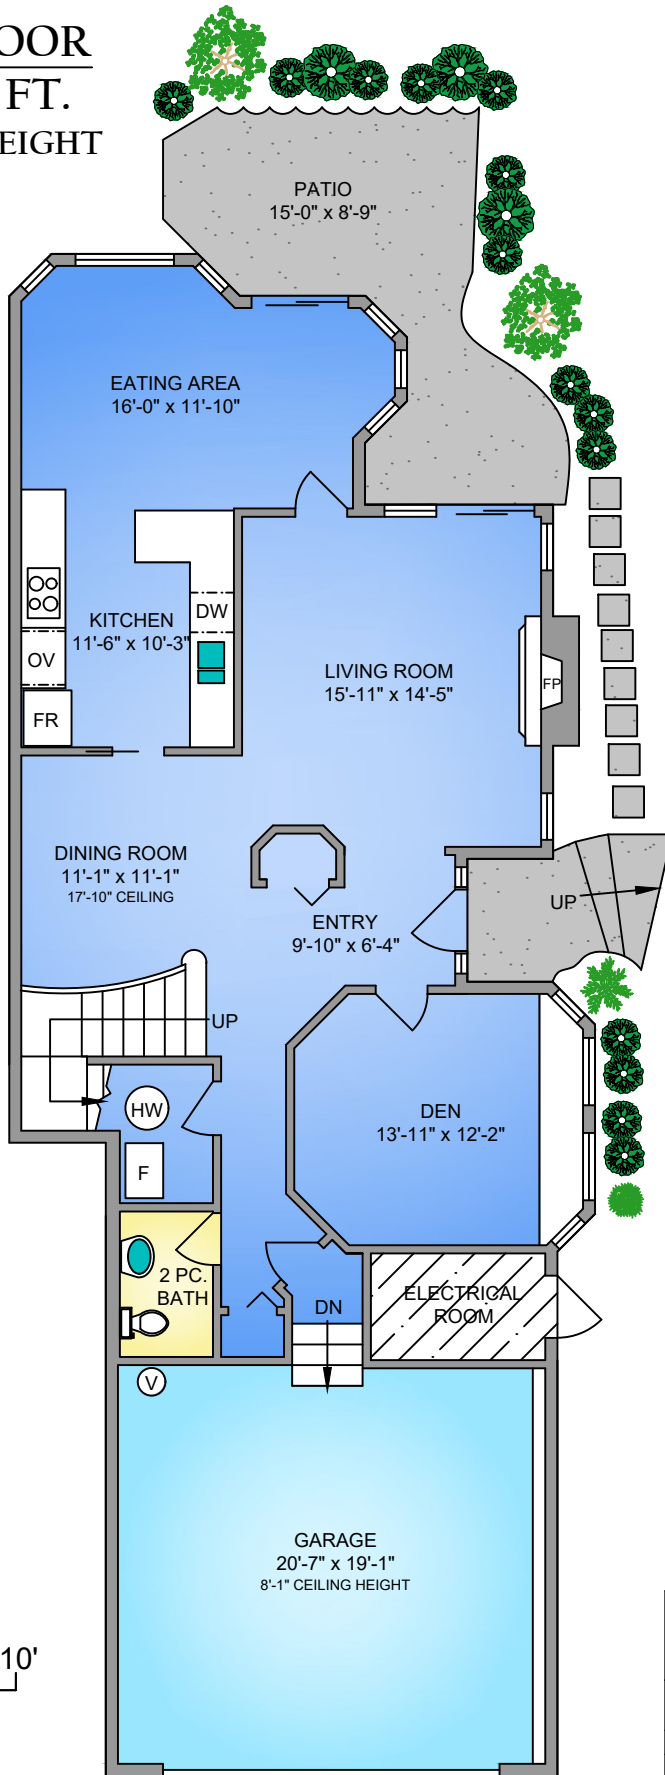 OOR
FT.
EIGHT
PATIO
15'-0" x 8'-9"
EATING AREA
16'-0" x 11'-10"
KITCHEN
11'-6" x 10'-3"
DW
OV
FR
LIVING ROOM
15'-11" x 14'-5"
FP
DINING ROOM
11'-1" x 11'-1"
17'-10" CEILING
ENTRY
9'-10" x 6'-4"
UP
UP
HW
F
DEN
13'-11" x 12'-2"
2 PC.
BATH
DN
ELECTRICAL
ROOM
V
GARAGE
20'-7" x 19'-1"
8'-1" CEILING HEIGHT
10'